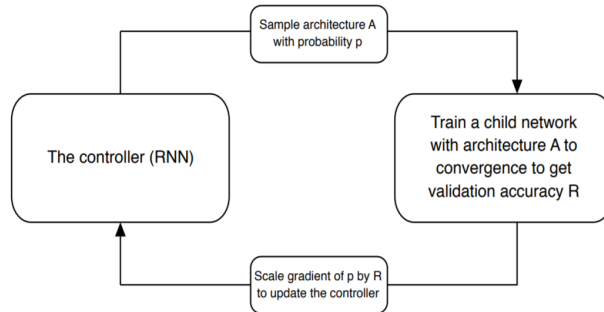 Sample architecture A
with probability p
The controller (RNN)
Train a child network
with architecture A to
convergence to get
validation accuracy R
Scale gradient of p by R
to update the controller